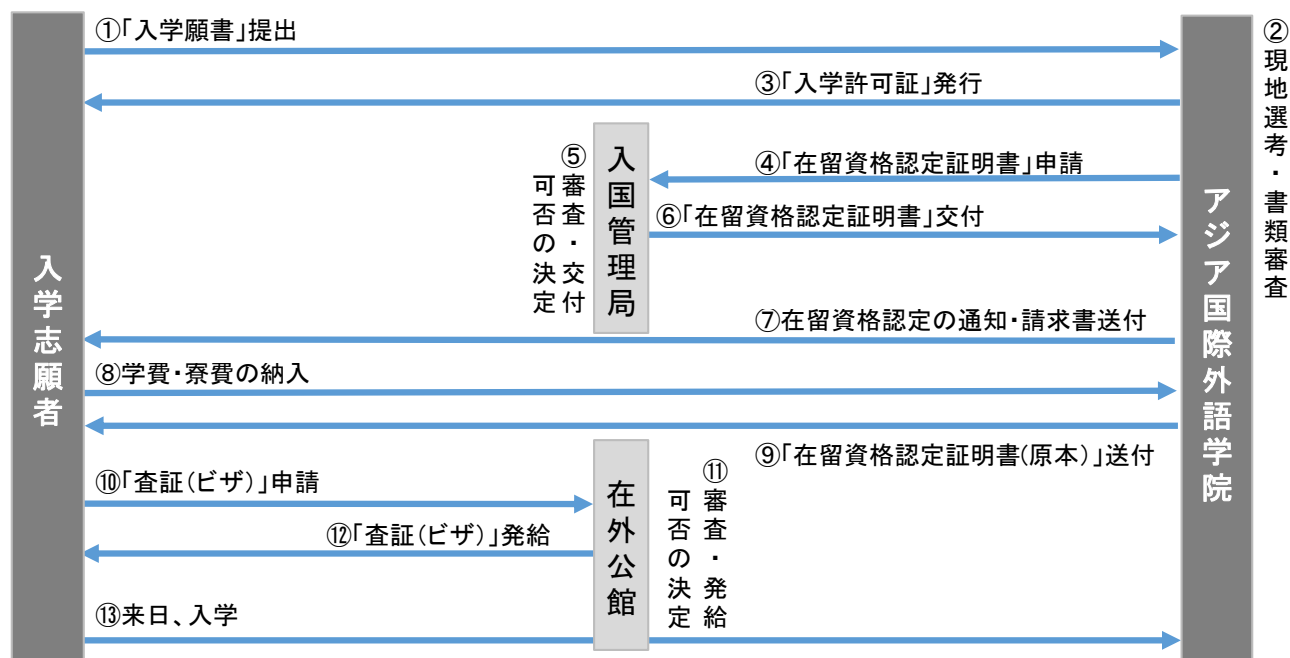 ①「入学願書」提出
②現地選考・書類審査
③「入学許可証」発行
④「在留資格認定証明書」申請
⑤審査・交付
可否の決定
入国管理局
⑥「在留資格認定証明書」交付
アジア国際外語学院
入学志願者
⑦在留資格認定の通知・請求書送付
⑧学費・寮費の納入
⑨「在留資格認定証明書(原本)」送付
⑩「査証(ビザ)」申請
在外公館
⑪審査・発給
可否の決定
⑫「査証(ビザ)」発給
⑬来日、入学